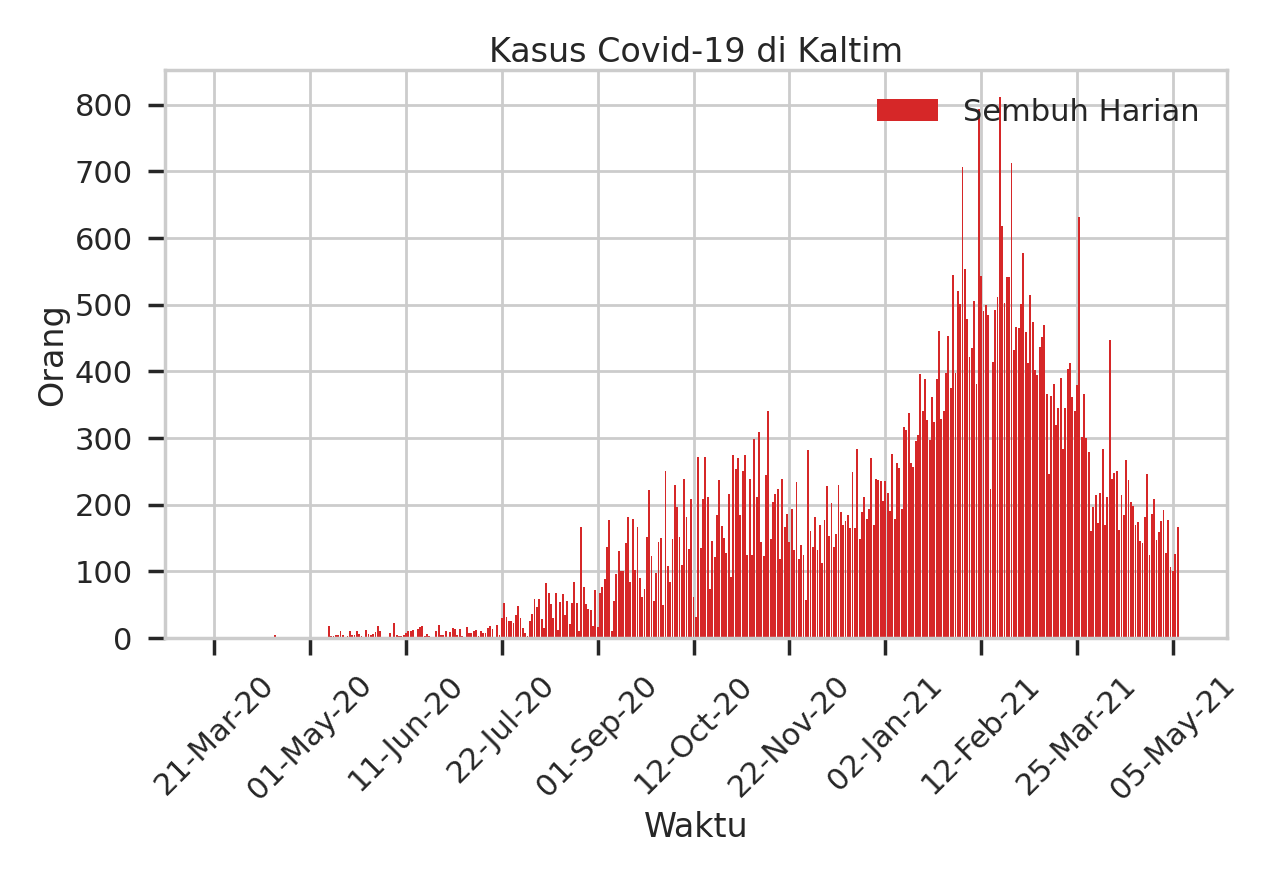 Kasus Covid-19 di Kaltim
Sembuh Harian
800
700
600
500
400
300
200
100
0
Orang
21-Mar-20
01-May-20
11-Jun-20
22-Jul-20
01-Sep-20
12-Oct-20
22-Nov-20
02-Jan-21
12-Feb-21
25-Mar-21
05-May-21
Waktu